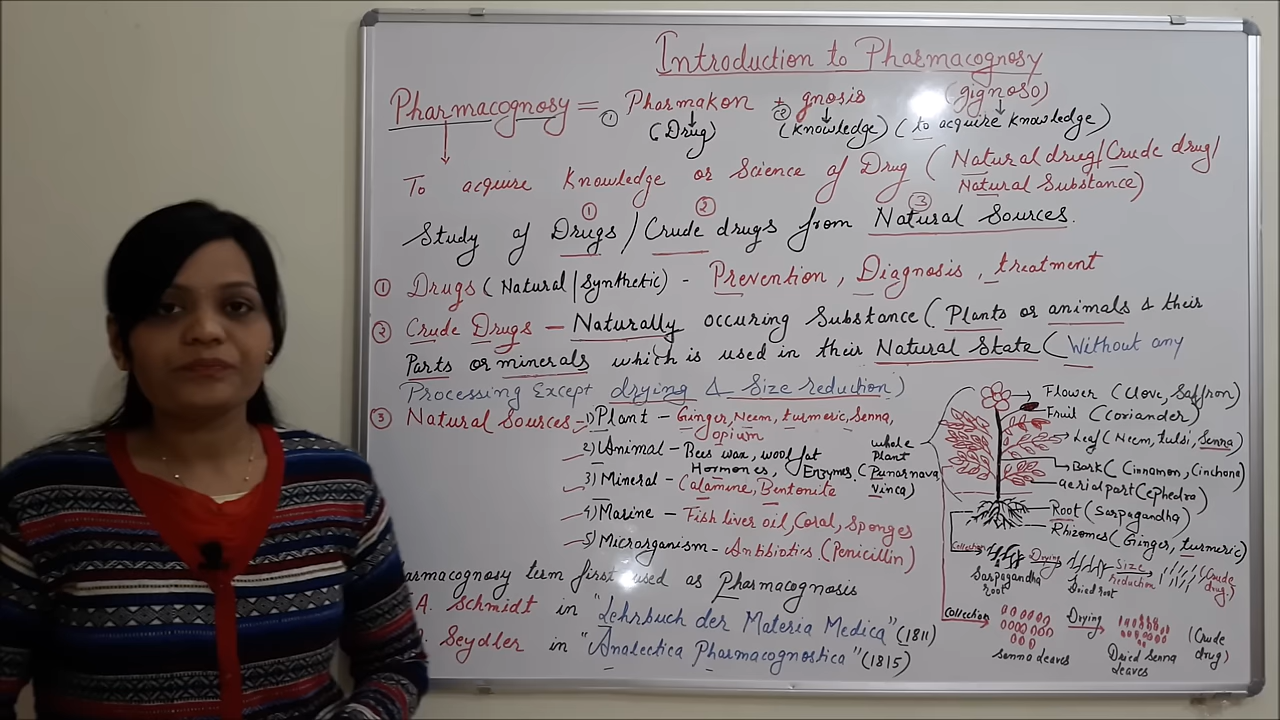 Introduction to Pharmacognosy
Pharmacognosy = ① Pharmakon + ② gnosis (gignoso)
(Drug) (Knowledge) (to acquire knowledge)
To acquire Knowledge or Science of Drug (Natural drug/Crude drug/
Natural Substance)
① ② ③
Study of Drugs / Crude drugs from Natural Sources.
① Drugs (Natural/Synthetic) - Prevention, Diagnosis, treatment
② Crude Drugs - Naturally occuring Substance (Plants or animals & their
Parts or minerals which is used in their Natural State (Without any
Processing Except drying & Size reduction)
③ Natural Sources - 1) Plant - Ginger, Neem, turmeric, Senna,
opium
2) Animal - Bees wax, wool fat
Hormones, Enzymes.
3) Mineral - Calamine, Bentonite
4) Marine - Fish liver oil, Coral, Sponges
5) Microrganism - Antibiotics (Penicillin)
armacognosy term first used as Pharmacognosis
A. Schmidt in "Lehrbuch der Materia Medica" (1811)
. Seydler in "Analectica Pharmacognostica" (1815)
whole
Plant
(Punarnava,
Vinca)
Flower (Clove, Saffron)
Fruit (coriander)
Leaf (Neem, tulsi, Senna)
Bark (Cinnamon, Cinchona)
aerial part (Ephedra)
Root (Sarpagandha)
Rhizomes (Ginger, turmeric)
Collection Drying Size
reduction (Crude
drug.)
Sarpagandha
root
Dried root
Collection Drying (Crude
drug)
Senna leaves
Dried Senna
leaves